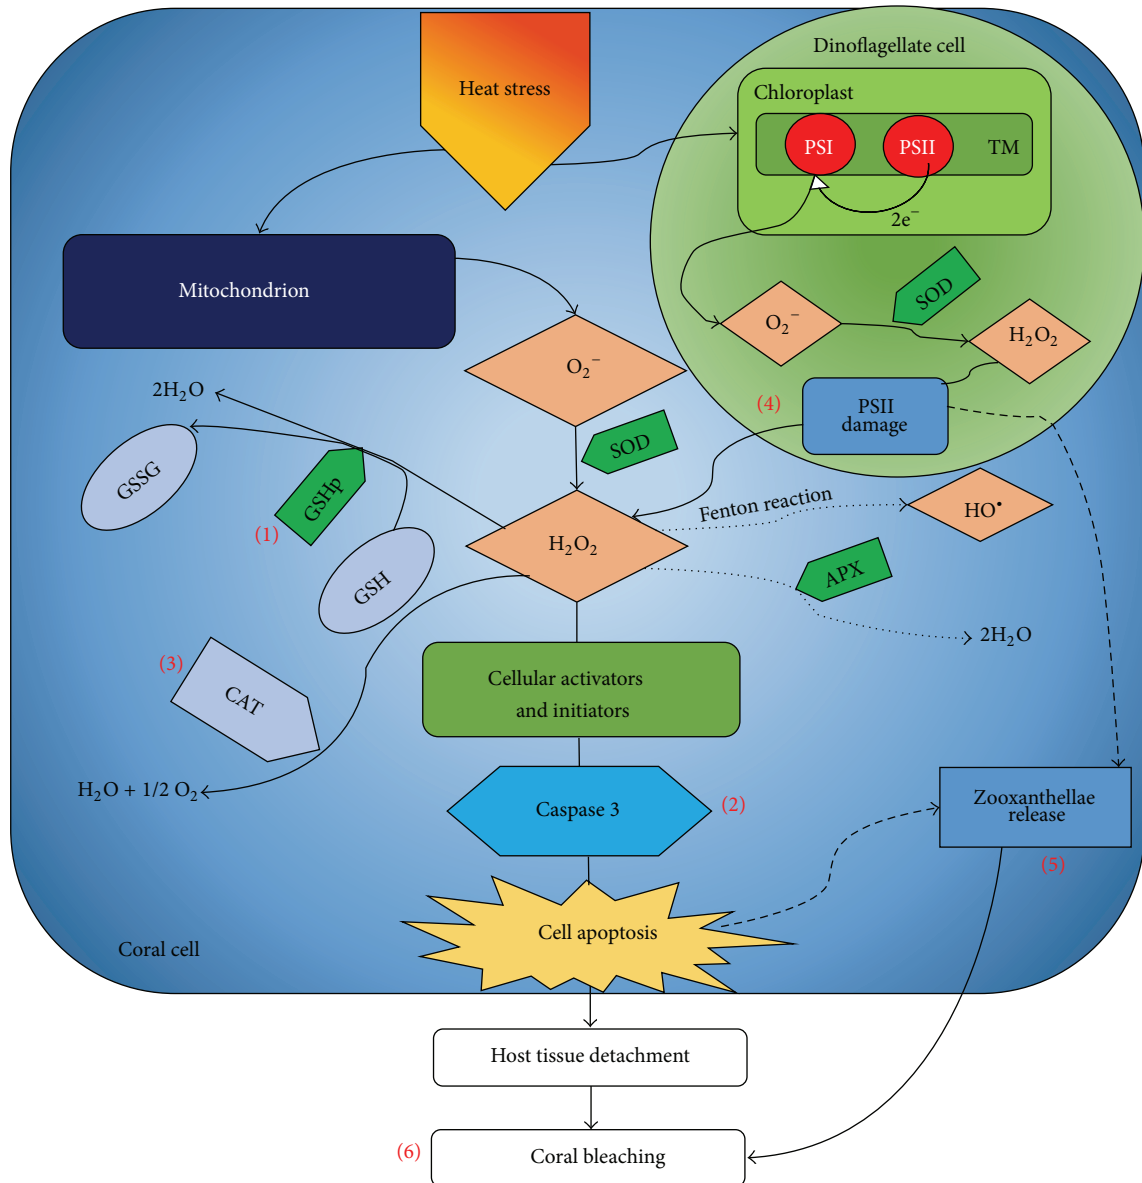 Heat stress
Dinoflagellate cell
Chloroplast
PSI
PSII
TM
2e⁻
Mitochondrion
SOD
O₂⁻
H₂O₂
O₂⁻
2H₂O
(4)
PSII
damage
GSSG
GSHp
SOD
(1)
Fenton reaction
HO•
H₂O₂
GSH
APX
2H₂O
(3)
CAT
Cellular activators
and initiators
H₂O + 1/2 O₂
Caspase 3
(2)
Zooxanthellae
release
(5)
Cell apoptosis
Coral cell
Host tissue detachment
(6)
Coral bleaching